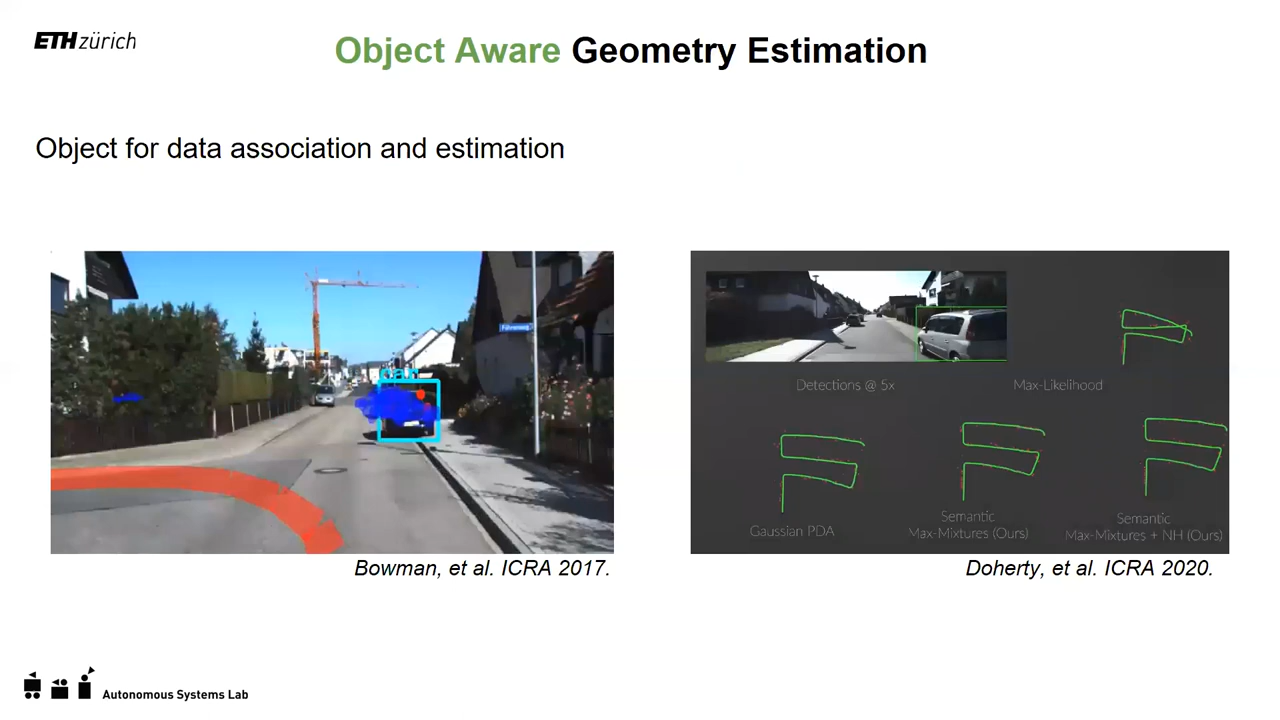 ETH zürich
Object Aware Geometry Estimation
Object for data association and estimation
Führenweg
car
Detections @ 5x
Max-Likelihood
Gaussian PDA
Semantic
Max-Mixtures (Ours)
Semantic
Max-Mixtures + NH (Ours)
Bowman, et al. ICRA 2017.
Doherty, et al. ICRA 2020.
Autonomous Systems Lab